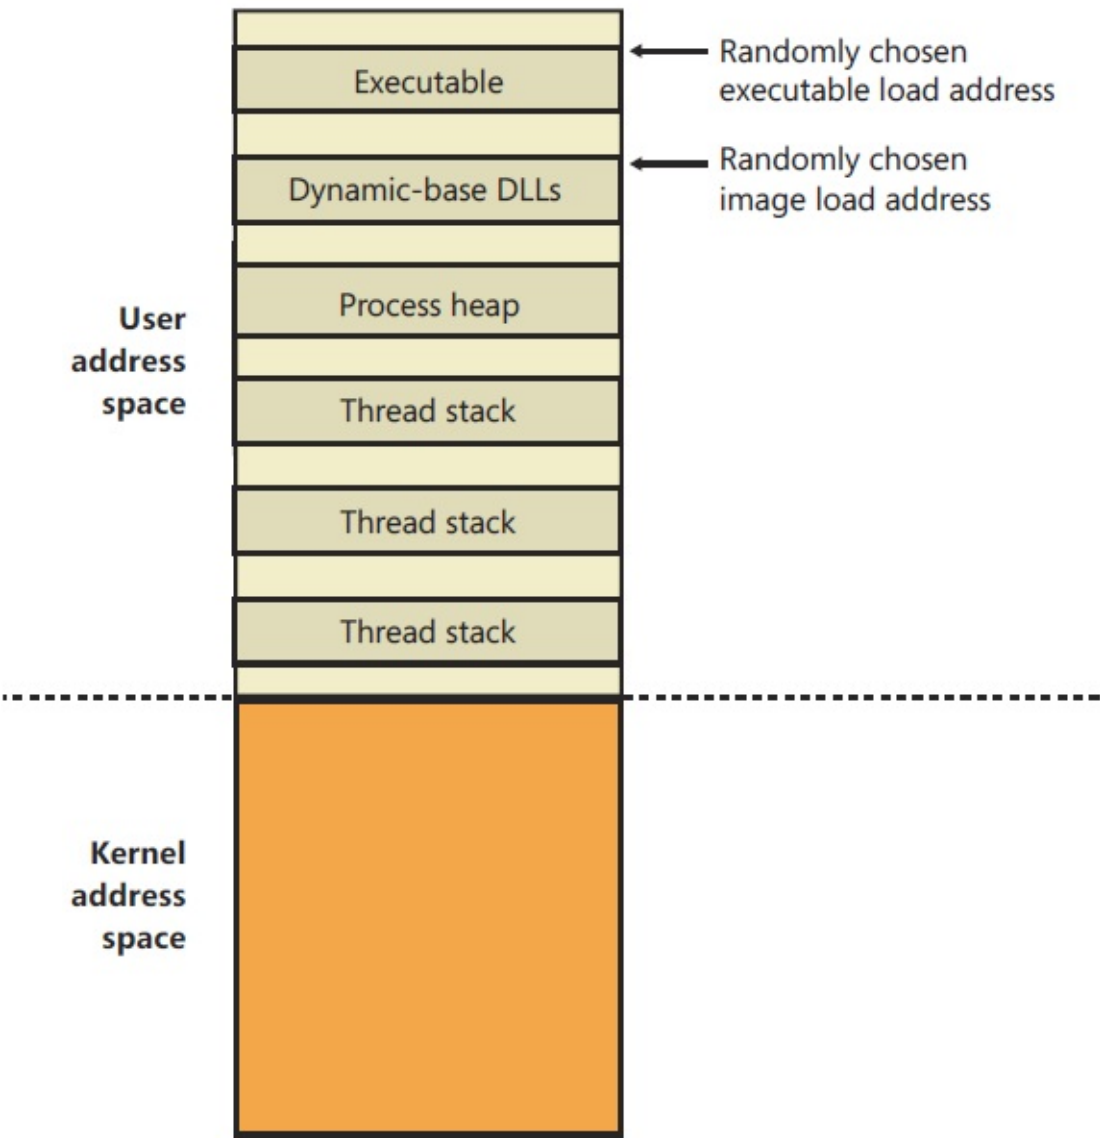 Randomly chosen
executable load address
Executable
Randomly chosen
image load address
Dynamic-base DLLs
User
address
space
Process heap
Thread stack
Thread stack
Thread stack
Kernel
address
space